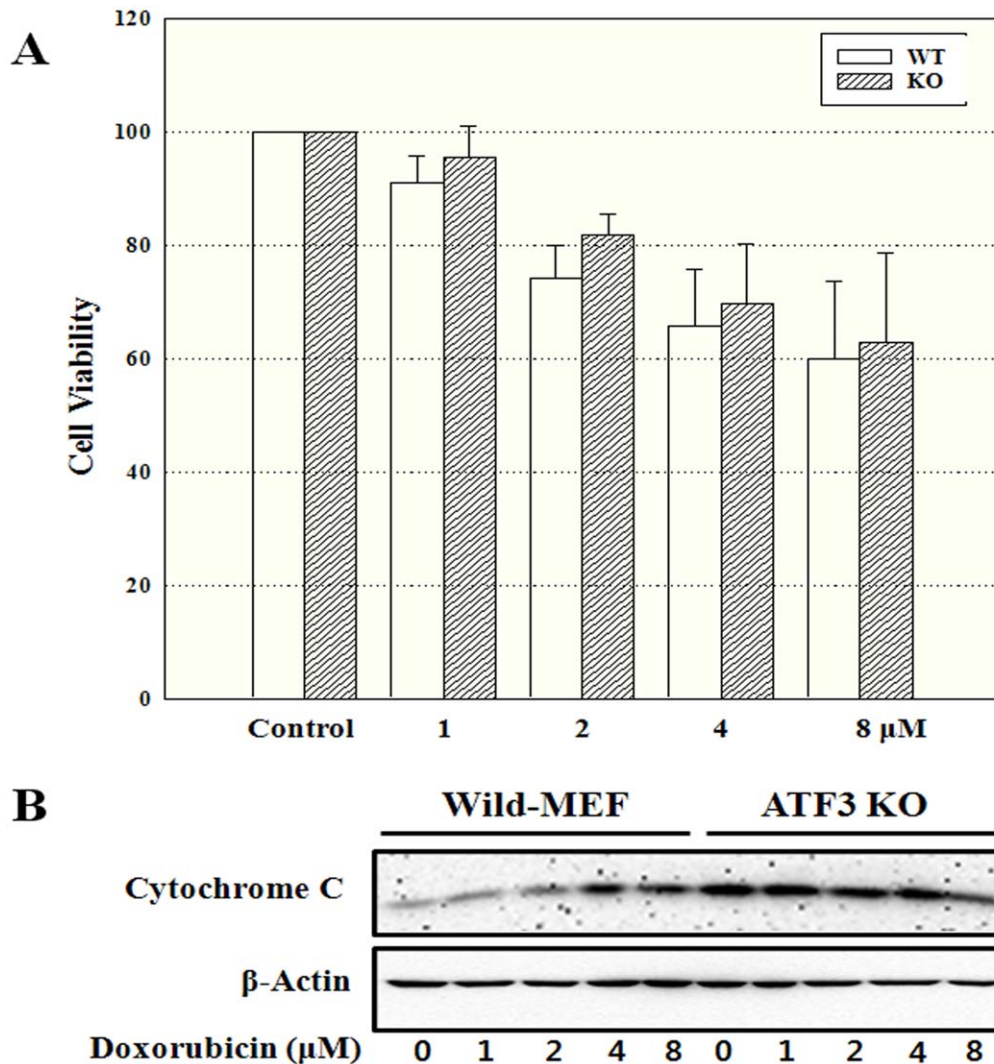 A
120
100
80
60
40
20
0
Cell Viability
WT
KO
Control 1 2 4 8 μM
B
Wild-MEF ATF3 KO
Cytochrome C
β-Actin
Doxorubicin (μM) 0 1 2 4 8 0 1 2 4 8